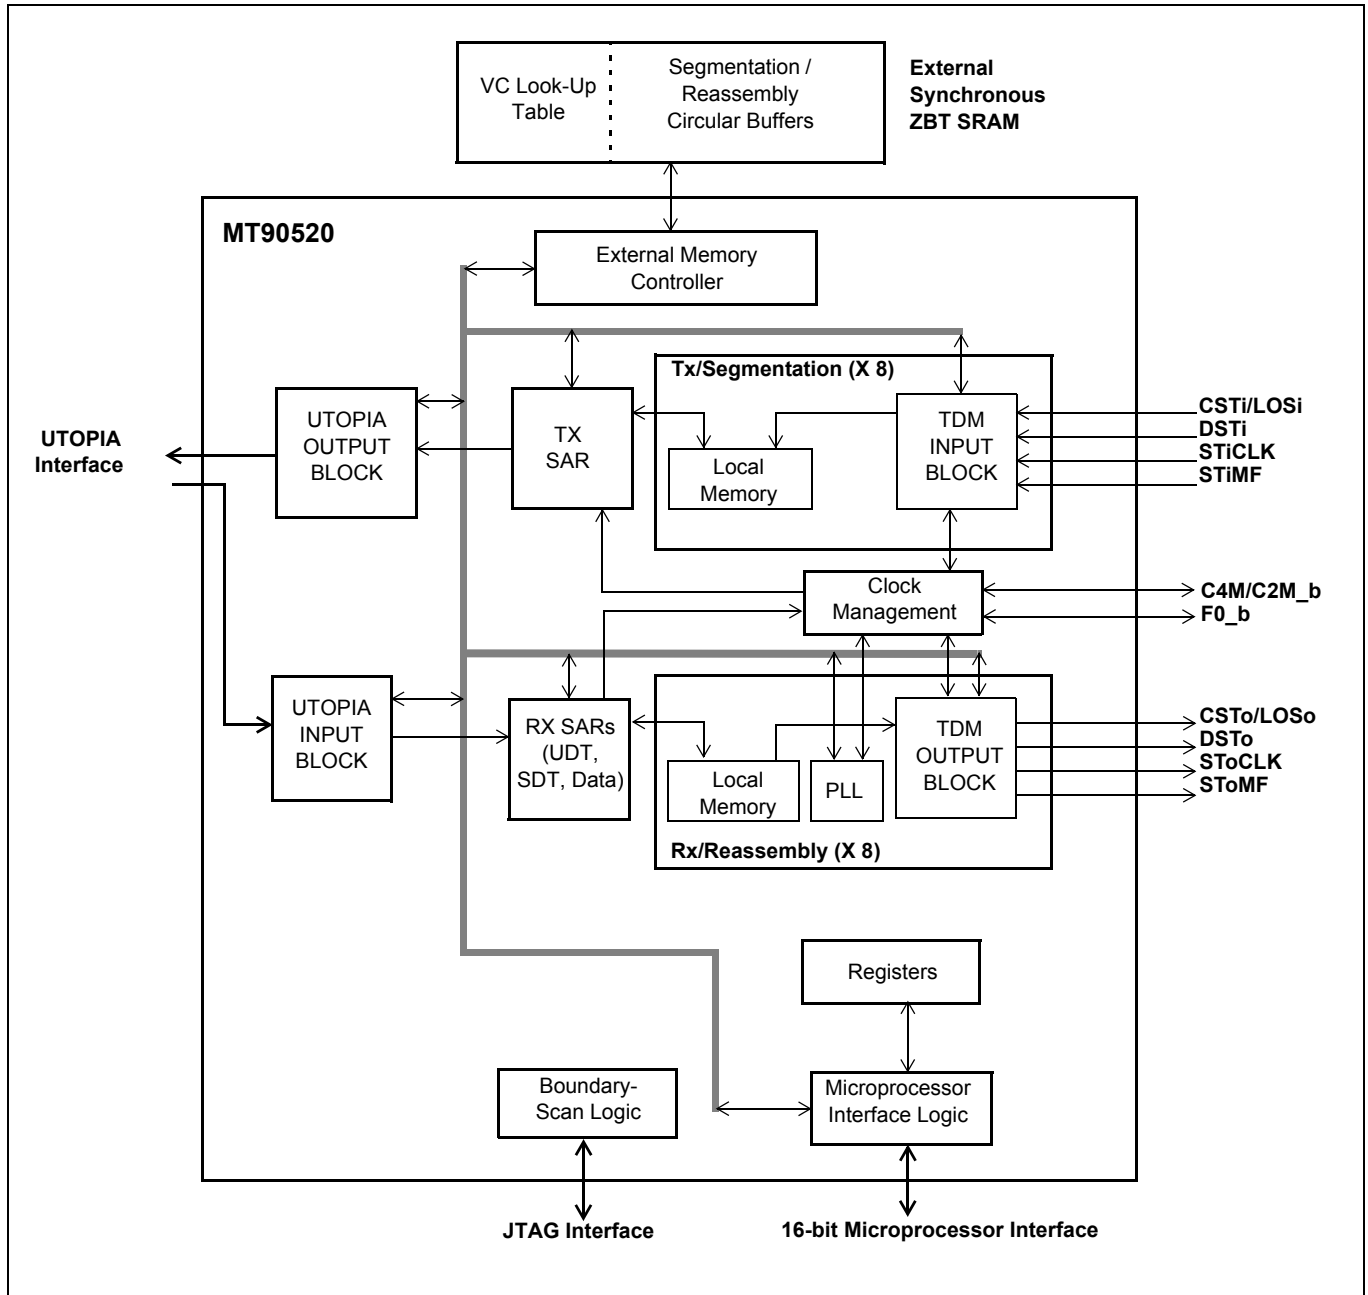 VC Look-Up
Table
Segmentation /
Reassembly
Circular Buffers
External
Synchronous
ZBT SRAM
MT90520
External Memory
Controller
Tx/Segmentation (X 8)
UTOPIA
OUTPUT
BLOCK
TX
SAR
Local
Memory
TDM
INPUT
BLOCK
CSTi/LOSi
DSTi
STiCLK
STiMF
UTOPIA
Interface
Clock
Management
C4M/C2M_b
F0_b
UTOPIA
INPUT
BLOCK
RX SARs
(UDT,
SDT, Data)
Local
Memory
PLL
TDM
OUTPUT
BLOCK
CSTo/LOSo
DSTo
SToCLK
SToMF
Rx/Reassembly (X 8)
Registers
Boundary-
Scan Logic
Microprocessor
Interface Logic
JTAG Interface
16-bit Microprocessor Interface